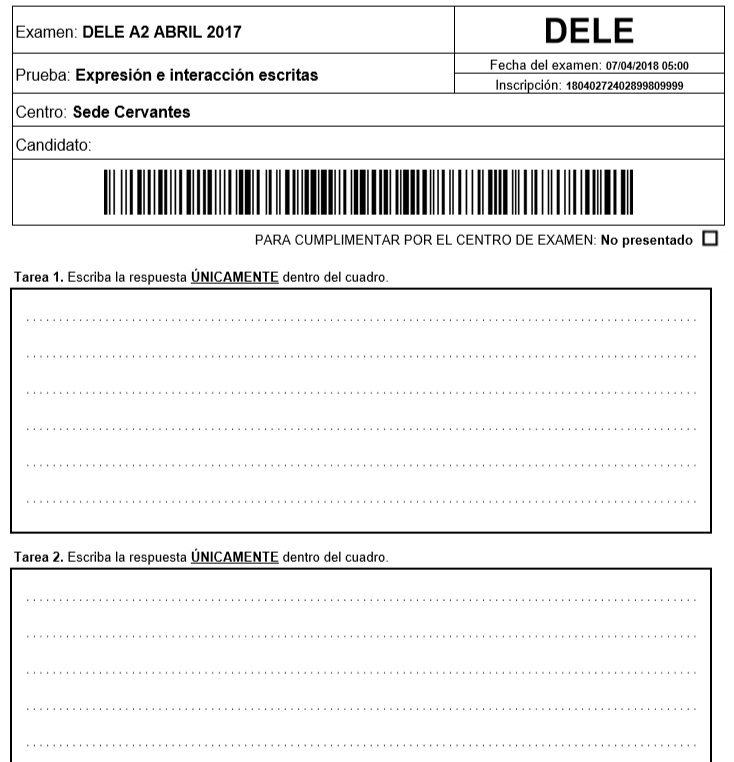 Examen: DELE A2 ABRIL 2017
DELE
Prueba: Expresión e interacción escritas
Fecha del examen: 07/04/2018 05:00
Inscripción: 18040272402899809999
Centro: Sede Cervantes
Candidato:
PARA CUMPLIMENTAR POR EL CENTRO DE EXAMEN: No presentado
Tarea 1. Escriba la respuesta ÚNICAMENTE dentro del cuadro.
Tarea 2. Escriba la respuesta ÚNICAMENTE dentro del cuadro.